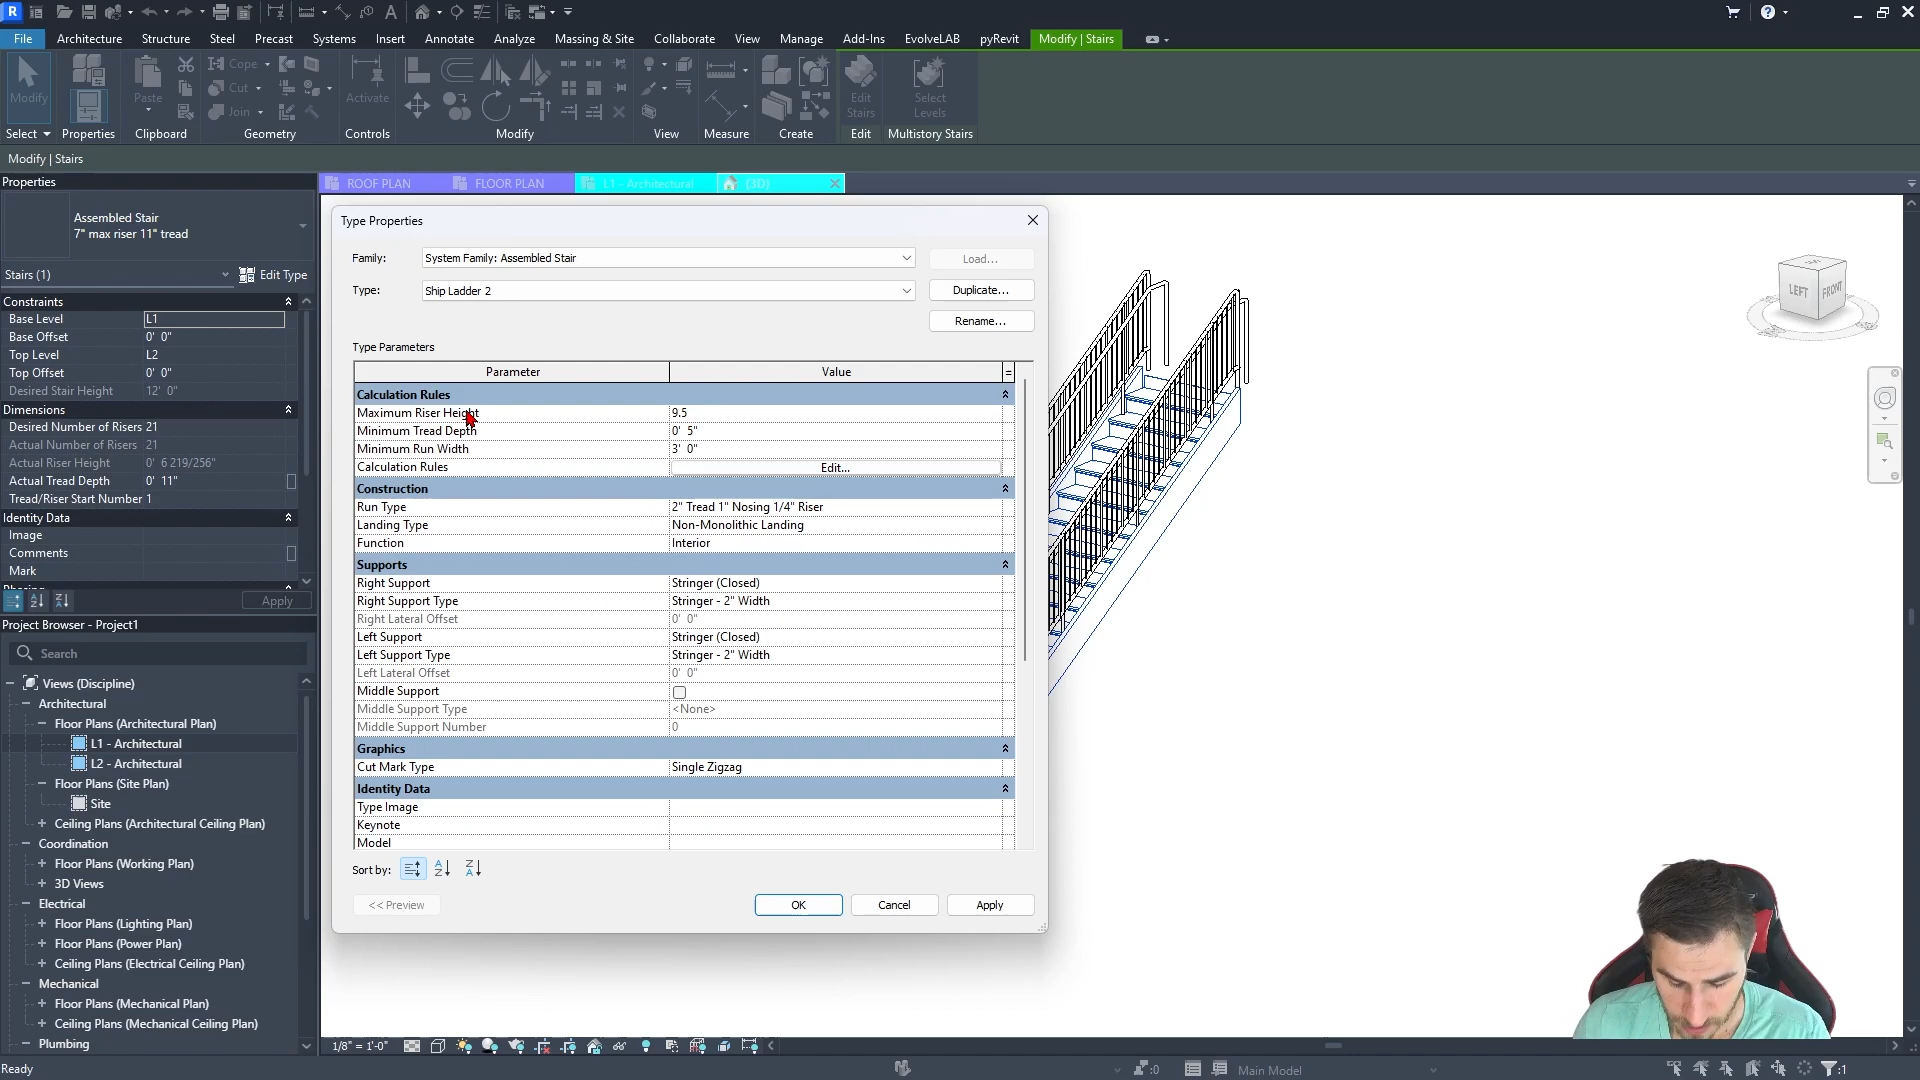 R
File
Architecture
Structure
Steel
Precast
Systems
Insert
Annotate
Analyze
Massing & Site
Collaborate
View
Manage
Add-Ins
EvolveLAB
pyRevit
Modify | Stairs
Modify
Paste
Cope
Cut
Join
Activate
Edit
Stairs
Select
Levels
Select
Properties
Clipboard
Geometry
Controls
Modify
View
Measure
Create
Edit
Multistory Stairs
Modify | Stairs
Properties
ROOF PLAN
FLOOR PLAN
L1 - Architectural
(3D)
Assembled Stair
7" max riser 11" tread
Stairs (1)
Edit Type
Constraints
Base Level L1
Base Offset 0' 0"
Top Level L2
Top Offset 0' 0"
Desired Stair Height 12' 0"
Dimensions
Desired Number of Risers 21
Actual Number of Risers 21
Actual Riser Height 0' 6 219/256"
Actual Tread Depth 0' 11"
Tread/Riser Start Number 1
Identity Data
Image
Comments
Mark
Phasing
Apply
Project Browser - Project1
Search
Views (Discipline)
Architectural
Floor Plans (Architectural Plan)
L1 - Architectural
L2 - Architectural
Floor Plans (Site Plan)
Site
Ceiling Plans (Architectural Ceiling Plan)
Coordination
Floor Plans (Working Plan)
3D Views
Electrical
Floor Plans (Lighting Plan)
Floor Plans (Power Plan)
Ceiling Plans (Electrical Ceiling Plan)
Mechanical
Floor Plans (Mechanical Plan)
Ceiling Plans (Mechanical Ceiling Plan)
Plumbing
Type Properties
Family: System Family: Assembled Stair Load...
Type: Ship Ladder 2 Duplicate...
Rename...
Type Parameters
Parameter Value =
Calculation Rules
Maximum Riser Height 9.5
Minimum Tread Depth 0' 5"
Minimum Run Width 3' 0"
Calculation Rules Edit...
Construction
Run Type 2" Tread 1" Nosing 1/4" Riser
Landing Type Non-Monolithic Landing
Function Interior
Supports
Right Support Stringer (Closed)
Right Support Type Stringer - 2" Width
Right Lateral Offset 0' 0"
Left Support Stringer (Closed)
Left Support Type Stringer - 2" Width
Left Lateral Offset 0' 0"
Middle Support
Middle Support Type <None>
Middle Support Number 0
Graphics
Cut Mark Type Single Zigzag
Identity Data
Type Image
Keynote
Model
Sort by:
<< Preview OK Cancel Apply
LEFT FRONT
1/8" = 1'-0"
Ready
:0
Main Model
:1